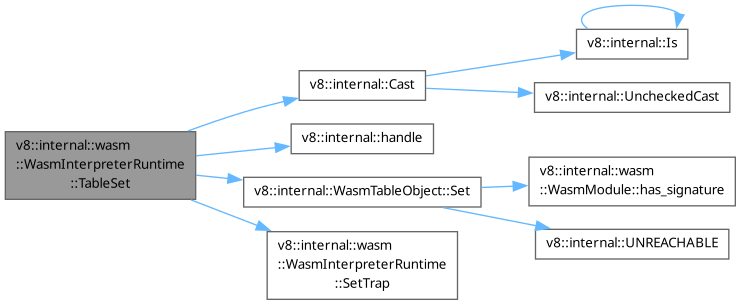 v8::internal::wasm
::WasmInterpreterRuntime
::TableSet
v8::internal::Cast
v8::internal::Is
v8::internal::UncheckedCast
v8::internal::handle
v8::internal::WasmTableObject::Set
v8::internal::wasm
::WasmModule::has_signature
v8::internal::UNREACHABLE
v8::internal::wasm
::WasmInterpreterRuntime
::SetTrap